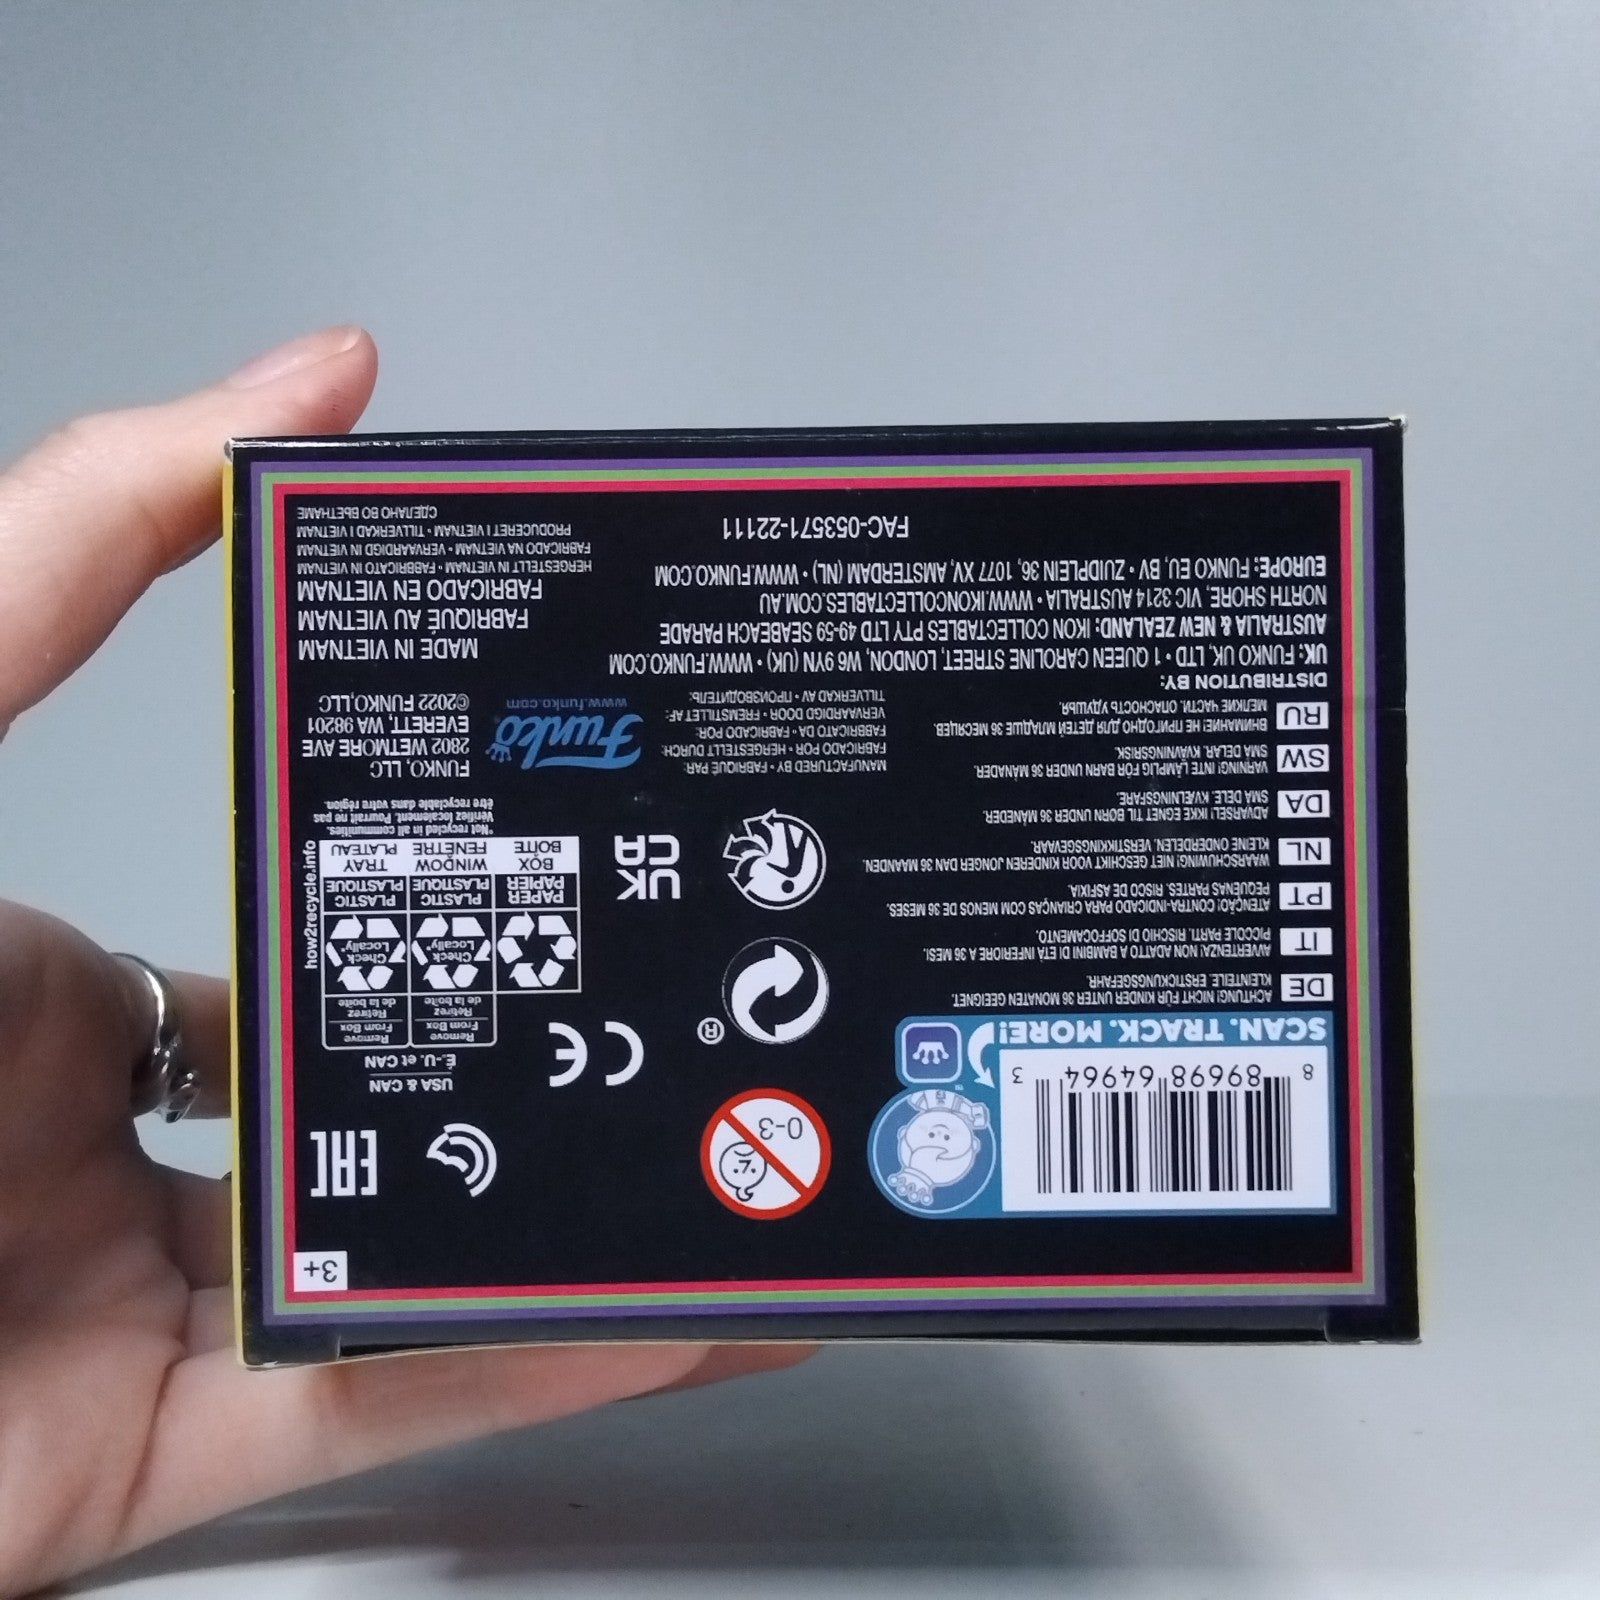 3+
8 89698 64964 3
SCAN. TRACK. MORE!
TM
0-3
®
EAC
CE
USA & CAN
É.-U. et CAN
Remove From Box
Retirez de la boîte
Remove From Box
Retirez de la boîte
Check Locally*
Check Locally*
PAPER
PAPIER
PLASTIC
PLASTIQUE
PLASTIC
PLASTIQUE
BOX
BOÎTE
WINDOW
FENÊTRE
TRAY
PLATEAU
how2recycle.info
*Not recycled in all communities.
Vérifiez localement. Pourrait ne pas
être recyclable dans votre région.
UK
CA
DE
ACHTUNG! NICHT FÜR KINDER UNTER 36 MONATEN GEEIGNET.
KLEINTEILE. ERSTICKUNGSGEFAHR.
IT
AVVERTENZA! NON ADATTO A BAMBINI DI ETÀ INFERIORE A 36 MESI.
PICCOLE PARTI. RISCHIO DI SOFFOCAMENTO.
PT
ATENÇÃO! CONTRA-INDICADO PARA CRIANÇAS COM MENOS DE 36 MESES.
PEQUENAS PARTES. RISCO DE ASFIXIA.
NL
WAARSCHUWING! NIET GESCHIKT VOOR KINDEREN JONGER DAN 36 MAANDEN.
KLEINE ONDERDELEN. VERSTIKKINGSGEVAAR.
DA
ADVARSEL! IKKE EGNET TIL BØRN UNDER 36 MÅNEDER.
SMA DELE. KVÆLNINGSFARE.
SW
VARNING! INTE LÄMPLIG FÖR BARN UNDER 36 MÅNADER.
SMA DELAR. KVÄVNINGSRISK.
RU
ВНИМАНИЕ! НЕ ПРИГОДНО ДЛЯ ДЕТЕЙ МЛАДШЕ 36 МЕСЯЦЕВ.
МЕЛКИЕ ЧАСТИ. ОПАСНОСТЬ УДУШЬЯ.
MANUFACTURED BY • FABRIQUÉ PAR:
FABRICADO POR • HERGESTELLT DURCH:
FABBRICATO DA • FABRICADO POR:
VERVAARDIGD DOOR • FREMSTILLET AF:
TILLVERKAD AV • ПРОИЗВОДИТЕЛЬ:
Funko
www.funko.com
FUNKO, LLC
2802 WETMORE AVE
EVERETT, WA 98201
©2022 FUNKO,LLC
DISTRIBUTION BY:
UK: FUNKO UK, LTD • 1 QUEEN CAROLINE STREET, LONDON, W6 9YN (UK) • WWW.FUNKO.COM
AUSTRALIA & NEW ZEALAND: IKON COLLECTABLES PTY LTD 49-59 SEABEACH PARADE
NORTH SHORE, VIC 3214 AUSTRALIA • WWW.IKONCOLLECTABLES.COM.AU
EUROPE: FUNKO EU, BV • ZUIDPLEIN 36, 1077 XV, AMSTERDAM (NL) • WWW.FUNKO.COM
FAC-053571-22111
MADE IN VIETNAM
FABRIQUÉ AU VIETNAM
FABRICADO EN VIETNAM
HERGESTELLT IN VIETNAM • FABBRICATO IN VIETNAM
FABRICADO NA VIETNAM • VERVAARDIGD IN VIETNAM
PRODUCERET I VIETNAM • TILLVERKAD I VIETNAM
СДЕЛАНО ВО ВЬЕТНАМЕ